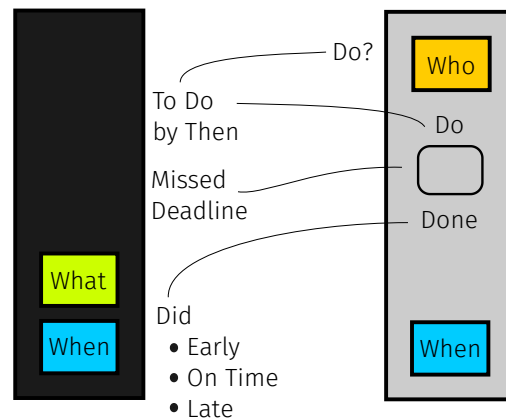 Do?
Who
To Do
by Then
Do
Missed
Deadline
Done
What
Did
When
• Early
• On Time
• Late
When